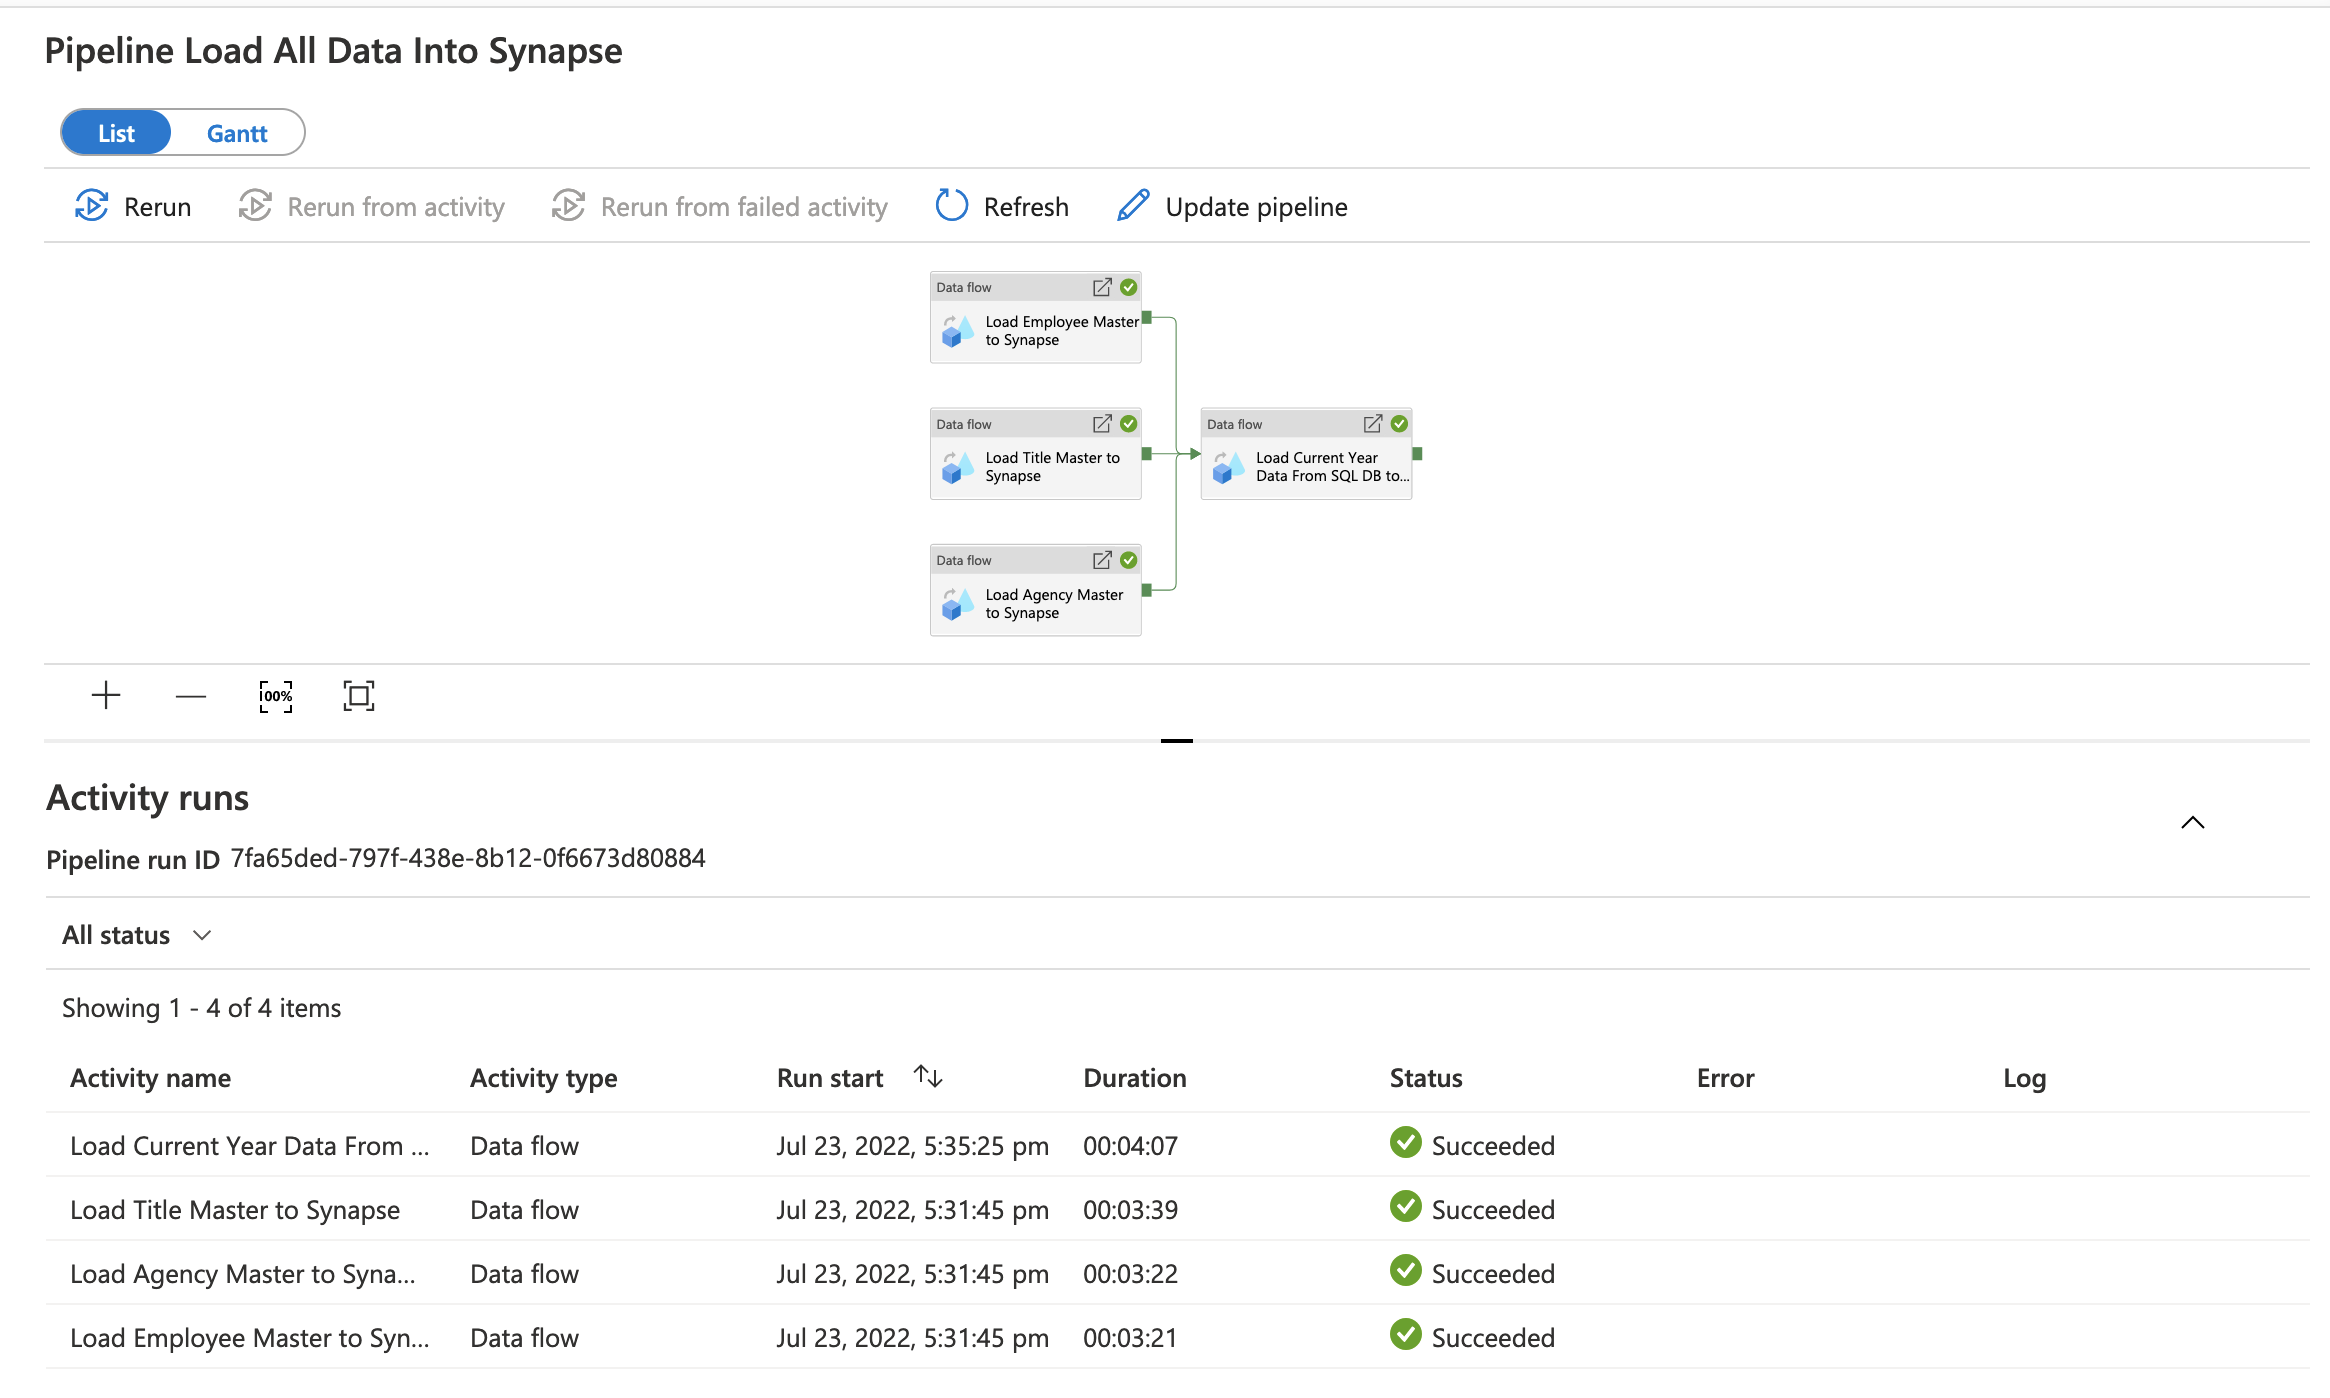 Pipeline Load All Data Into Synapse
List Gantt
Rerun Rerun from activity Rerun from failed activity Refresh Update pipeline
Data flow
Load Employee Master
to Synapse
Data flow
Load Title Master to
Synapse
Data flow
Load Current Year
Data From SQL DB to...
Data flow
Load Agency Master
to Synapse
00%
Activity runs
Pipeline run ID 7fa65ded-797f-438e-8b12-0f6673d80884
All status
Showing 1 - 4 of 4 items
Activity name Activity type Run start Duration Status Error Log
Load Current Year Data From ... Data flow Jul 23, 2022, 5:35:25 pm 00:04:07 Succeeded
Load Title Master to Synapse Data flow Jul 23, 2022, 5:31:45 pm 00:03:39 Succeeded
Load Agency Master to Syna... Data flow Jul 23, 2022, 5:31:45 pm 00:03:22 Succeeded
Load Employee Master to Syn... Data flow Jul 23, 2022, 5:31:45 pm 00:03:21 Succeeded